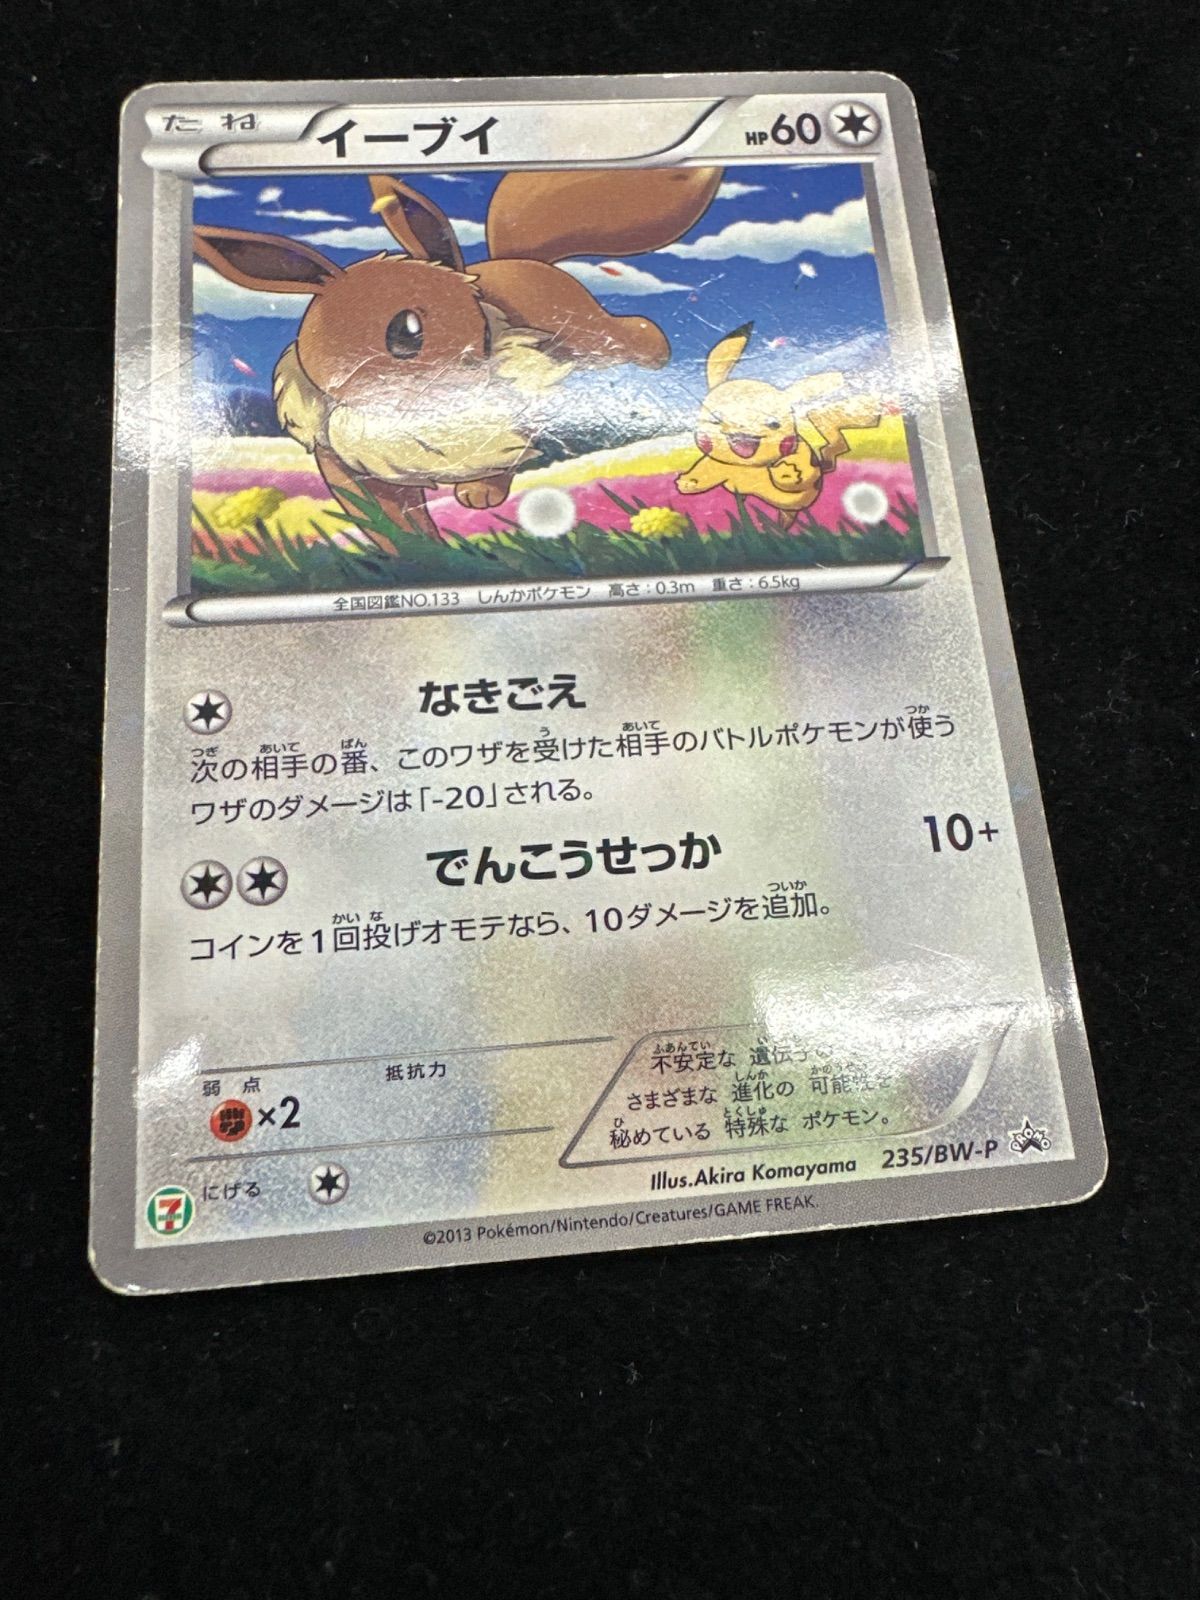 たね イーブイ HP60
全国図鑑NO.133 しんかポケモン 高さ:0.3m 重さ:6.5kg
なきごえ
次の相手の番、このワザを受けた相手のバトルポケモンが使う
ワザのダメージは「-20」される。
でんこうせっか 10+
コインを1回投げオモテなら、10ダメージを追加。
弱点 抵抗力
×2
にげる
不安定な 遺伝子の
さまざまな 進化の 可能性を
秘めている 特殊な ポケモン。
Illus.Akira Komayama 235/BW-P PROMO
7
©2013 Pokémon/Nintendo/Creatures/GAME FREAK.